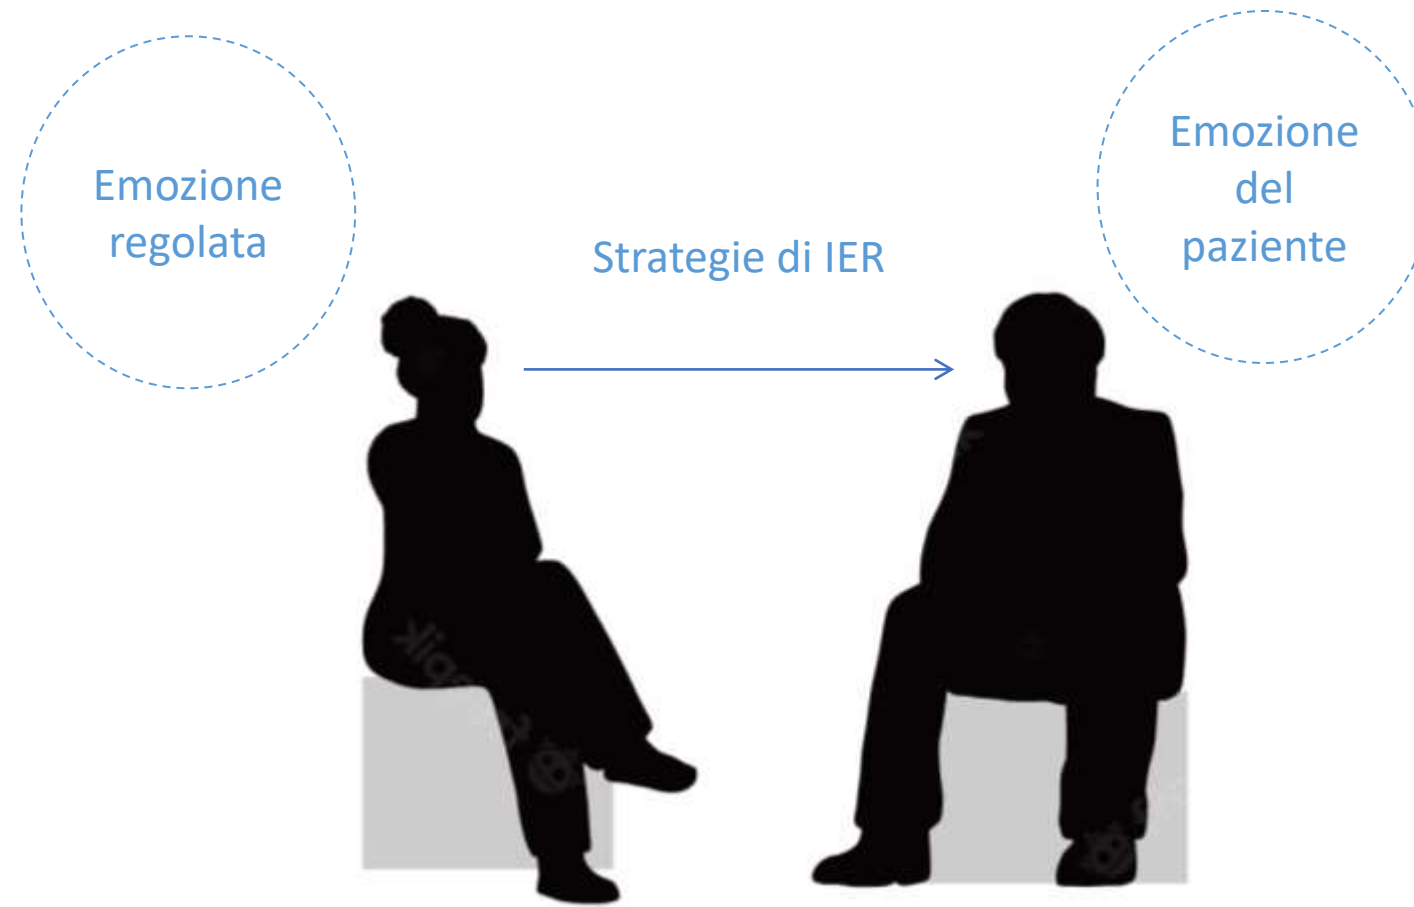 Emozione
regolata
Strategie di IER
Emozione
del
paziente